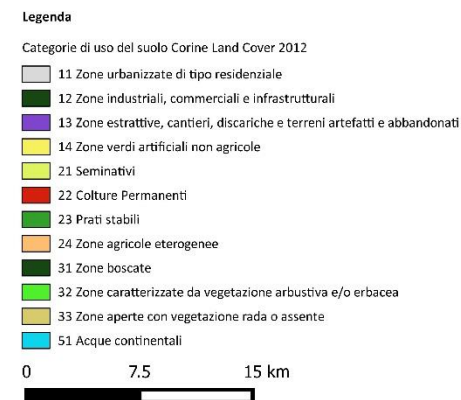 Legenda
Categorie di uso del suolo Corine Land Cover 2012
11 Zone urbanizzate di tipo residenziale
12 Zone industriali, commerciali e infrastrutturali
13 Zone estrattive, cantieri, discariche e terreni artefatti e abbandonati
14 Zone verdi artificiali non agricole
21 Seminativi
22 Colture Permanenti
23 Prati stabili
24 Zone agricole eterogenee
31 Zone boscate
32 Zone caratterizzate da vegetazione arbustiva e/o erbacea
33 Zone aperte con vegetazione rada o assente
51 Acque continentali
0 7.5 15 km